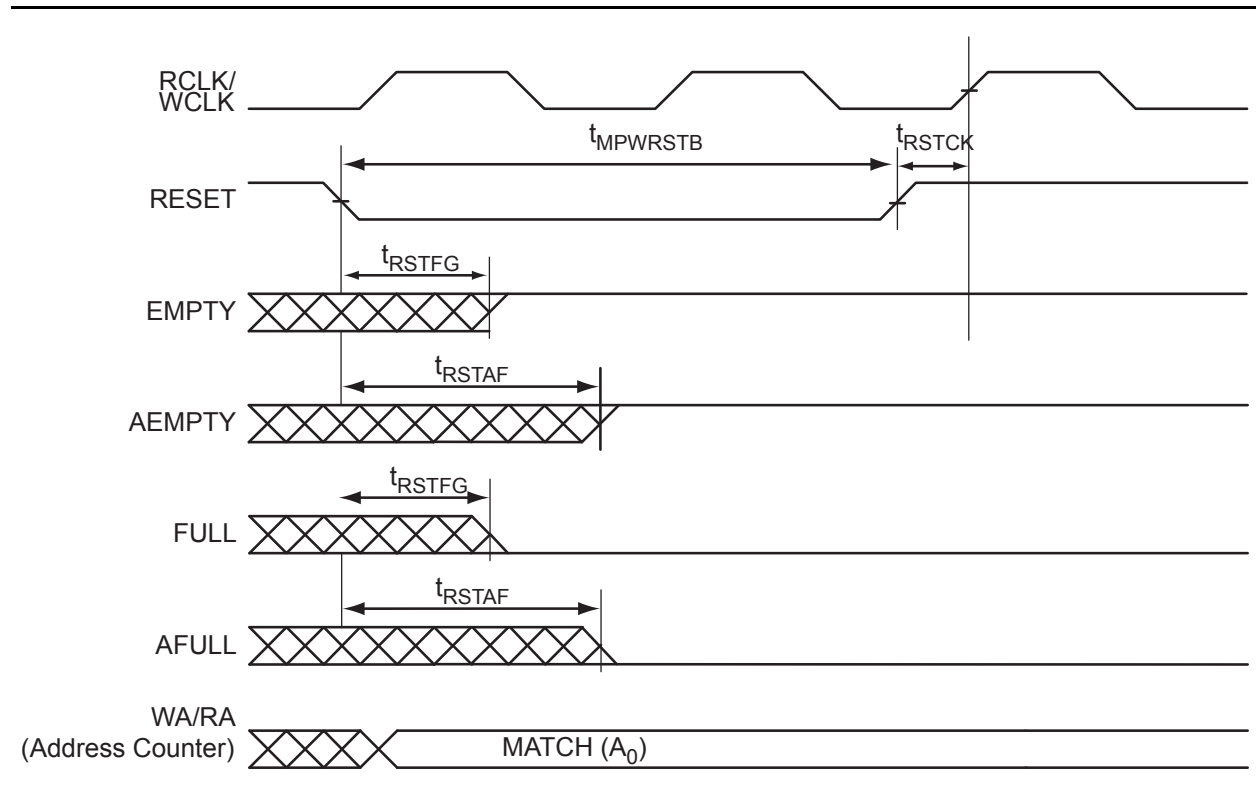 RCLK/
WCLK
tMPWRSTB
tRSTCK
RESET
tRSTFG
EMPTY
tRSTAF
AEMPTY
tRSTFG
FULL
tRSTAF
AFULL
WA/RA
(Address Counter)
MATCH (A0)